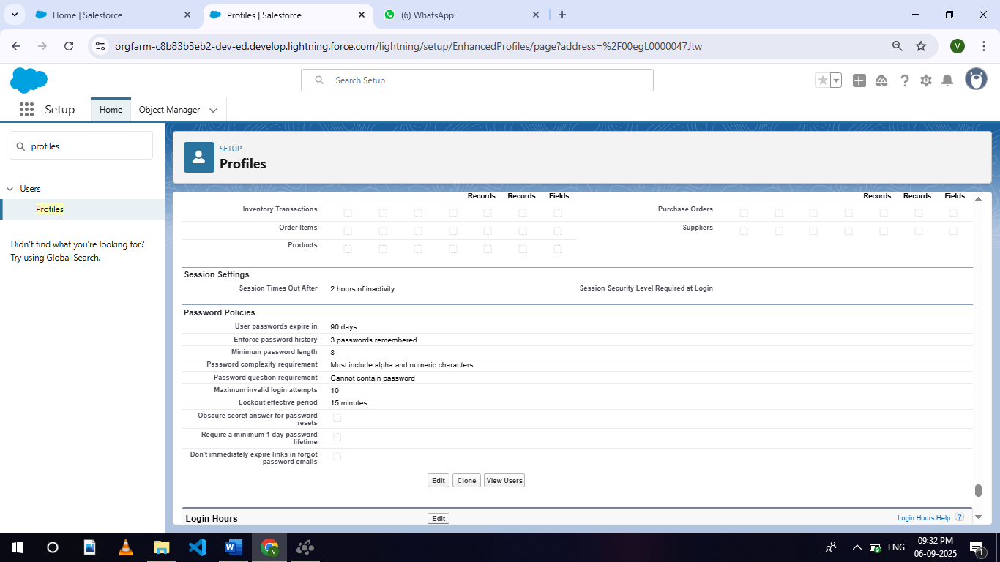 Home | Salesforce
Profiles | Salesforce
(6) WhatsApp
orgfarm-c8b83b3eb2-dev-ed.develop.lightning.force.com/lightning/setup/EnhancedProfiles/page?address=%2F00egL0000047Jtw
V
Search Setup
Setup
Home
Object Manager
profiles
Users
Profiles
Didn't find what you're looking for?
Try using Global Search.
SETUP
Profiles
Records Records Fields Records Records Fields
Inventory Transactions Purchase Orders
Order Items Suppliers
Products
Session Settings
Session Times Out After 2 hours of inactivity Session Security Level Required at Login
Password Policies
User passwords expire in 90 days
Enforce password history 3 passwords remembered
Minimum password length 8
Password complexity requirement Must include alpha and numeric characters
Password question requirement Cannot contain password
Maximum invalid login attempts 10
Lockout effective period 15 minutes
Obscure secret answer for password
resets
Require a minimum 1 day password
lifetime
Don't immediately expire links in forgot
password emails
Edit Clone View Users
Login Hours Edit Login Hours Help ?
W V ENG 09:32 PM
06-09-2025 1